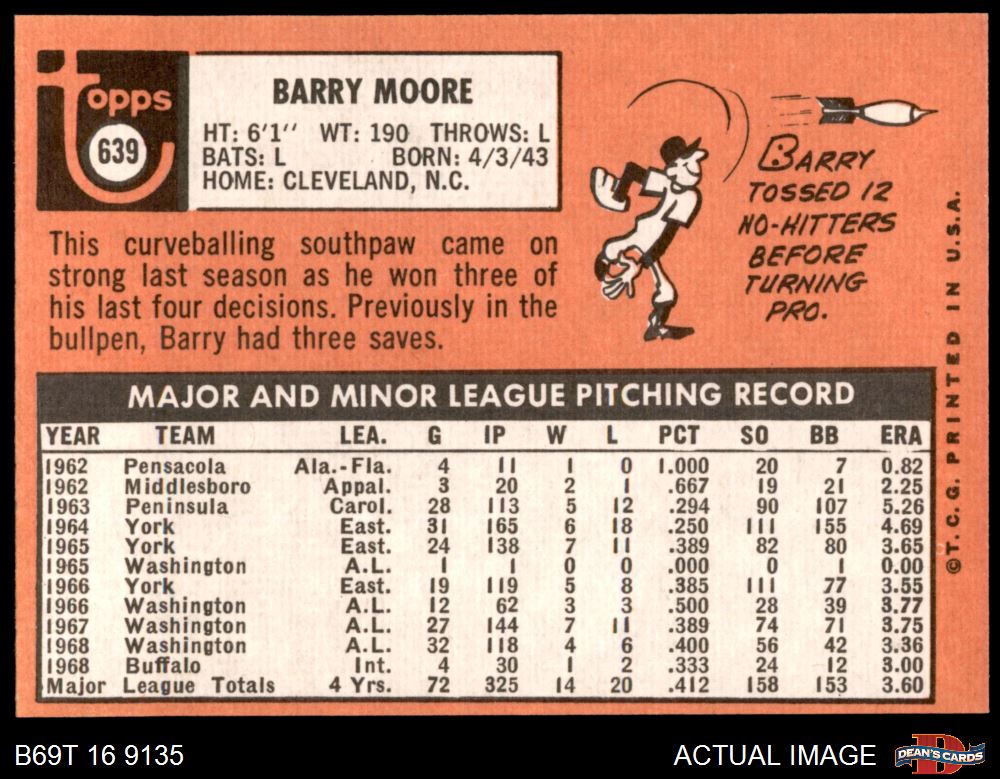 Topps
639
BARRY MOORE
HT: 6'1'' WT: 190 THROWS: L
BATS: L BORN: 4/3/43
HOME: CLEVELAND, N.C.
This curveballing southpaw came on
strong last season as he won three of
his last four decisions. Previously in the
bullpen, Barry had three saves.
BARRY
TOSSED 12
NO-HITTERS
BEFORE
TURNING
PRO.
MAJOR AND MINOR LEAGUE PITCHING RECORD
YEAR TEAM LEA. G IP W L PCT SO BB ERA
1962 Pensacola Ala.-Fla. 4 11 1 0 1.000 20 7 0.82
1962 Middlesboro Appal. 3 20 2 1 .667 19 21 2.25
1963 Peninsula Carol. 28 113 5 12 .294 90 107 5.26
1964 York East. 31 165 6 18 .250 111 155 4.69
1965 York East. 24 138 7 11 .389 82 80 3.65
1965 Washington A.L. 1 1 0 0 .000 0 1 0.00
1966 York East. 19 119 5 8 .385 111 77 3.55
1966 Washington A.L. 12 62 3 3 .500 28 39 3.77
1967 Washington A.L. 27 144 7 11 .389 74 71 3.75
1968 Washington A.L. 32 118 4 6 .400 56 42 3.36
1968 Buffalo Int. 4 30 1 2 .333 24 12 3.00
Major League Totals 4 Yrs. 72 325 14 20 .412 158 153 3.60
©T. C. G. PRINTED IN U.S.A.
B69T 16 9135
ACTUAL IMAGE
DEAN'S CARDS